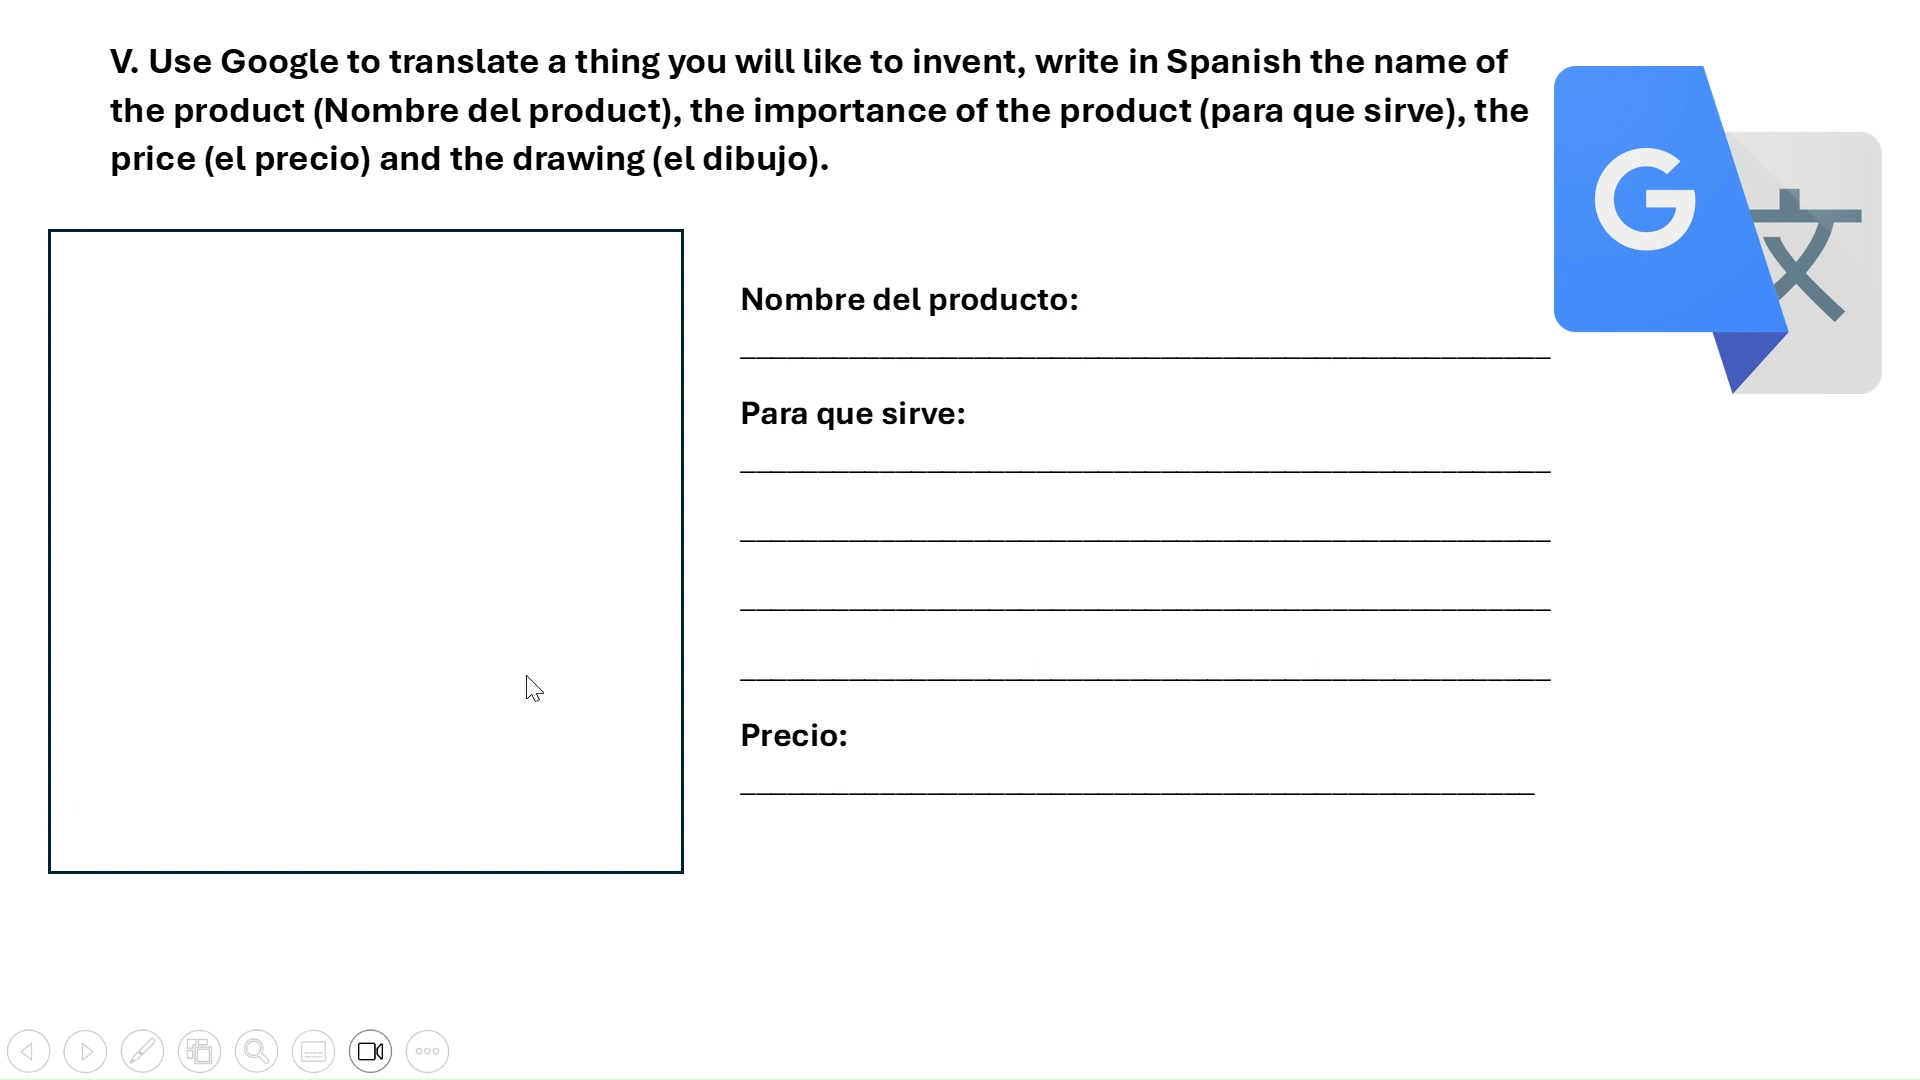 V. Use Google to translate a thing you will like to invent, write in Spanish the name of
the product (Nombre del product), the importance of the product (para que sirve), the
price (el precio) and the drawing (el dibujo).
G 文
Nombre del producto:
Para que sirve:
Precio: